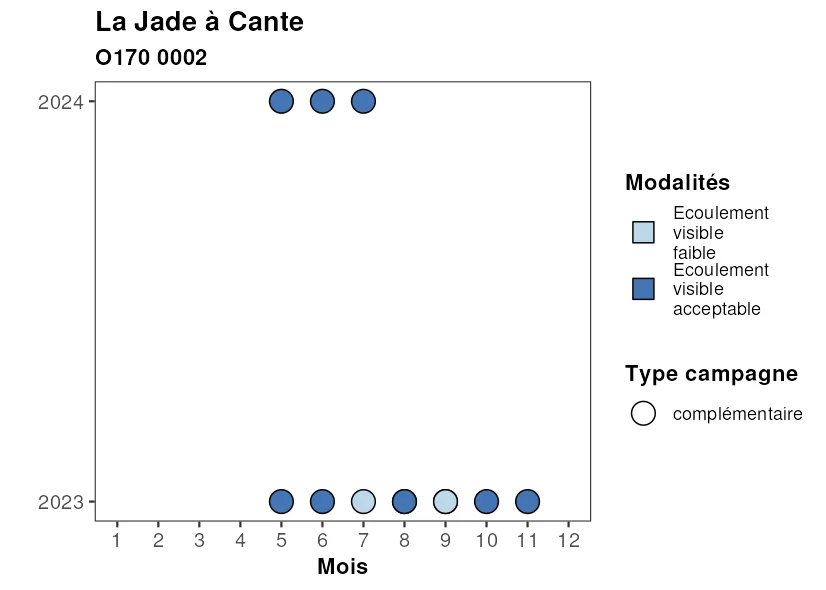 La Jade à Cante
O170 0002
2024
2023
1 2 3 4 5 6 7 8 9 10 11 12
Mois
Modalités
Ecoulement
visible
faible
Ecoulement
visible
acceptable
Type campagne
complémentaire